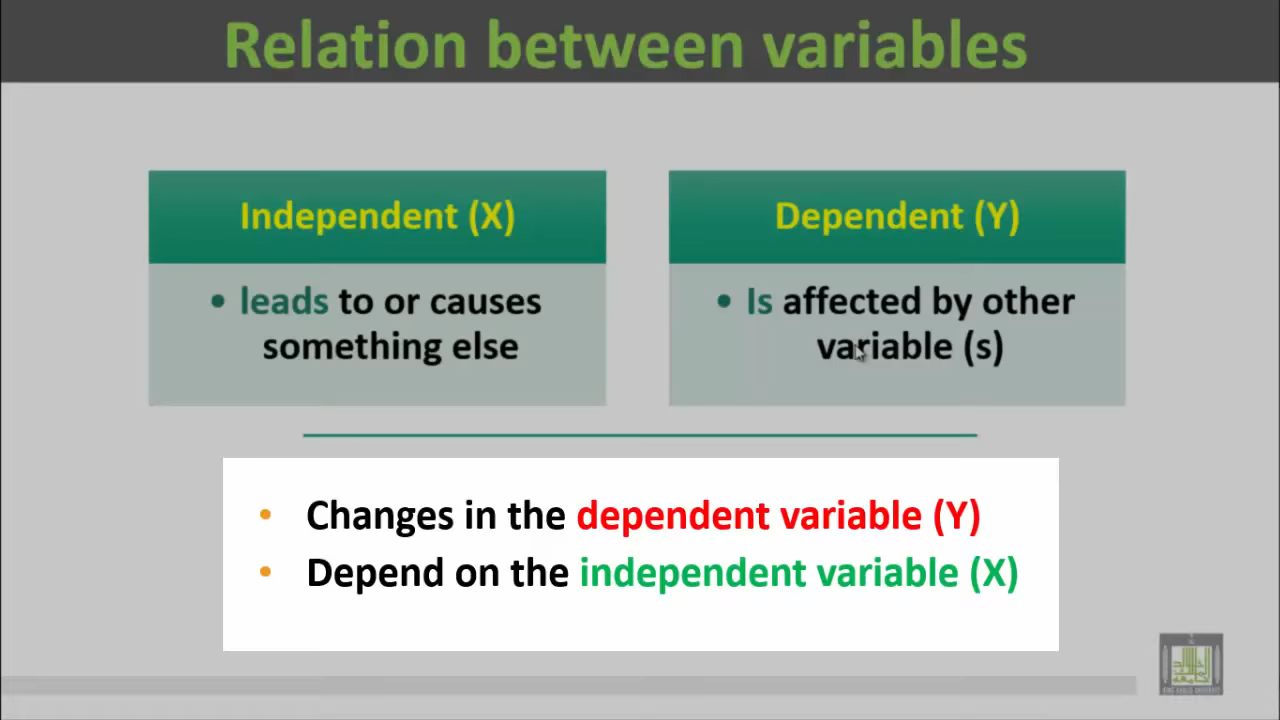 Relation between variables
Independent (X)
• leads to or causes
something else
Dependent (Y)
• Is affected by other
variable (s)
• Changes in the dependent variable (Y)
• Depend on the independent variable (X)